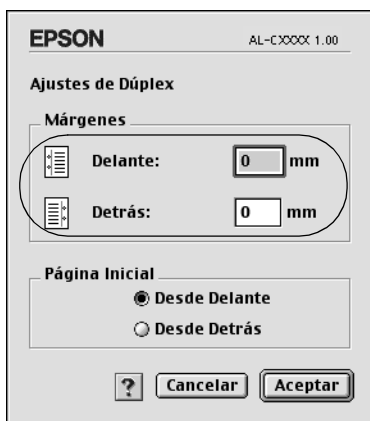 EPSON AL-CXXXX 1.00
Ajustes de Dúplex
Márgenes
Delante: 0 mm
Detrás: 0 mm
Página Inicial
Desde Delante
Desde Detrás
? Cancelar Aceptar